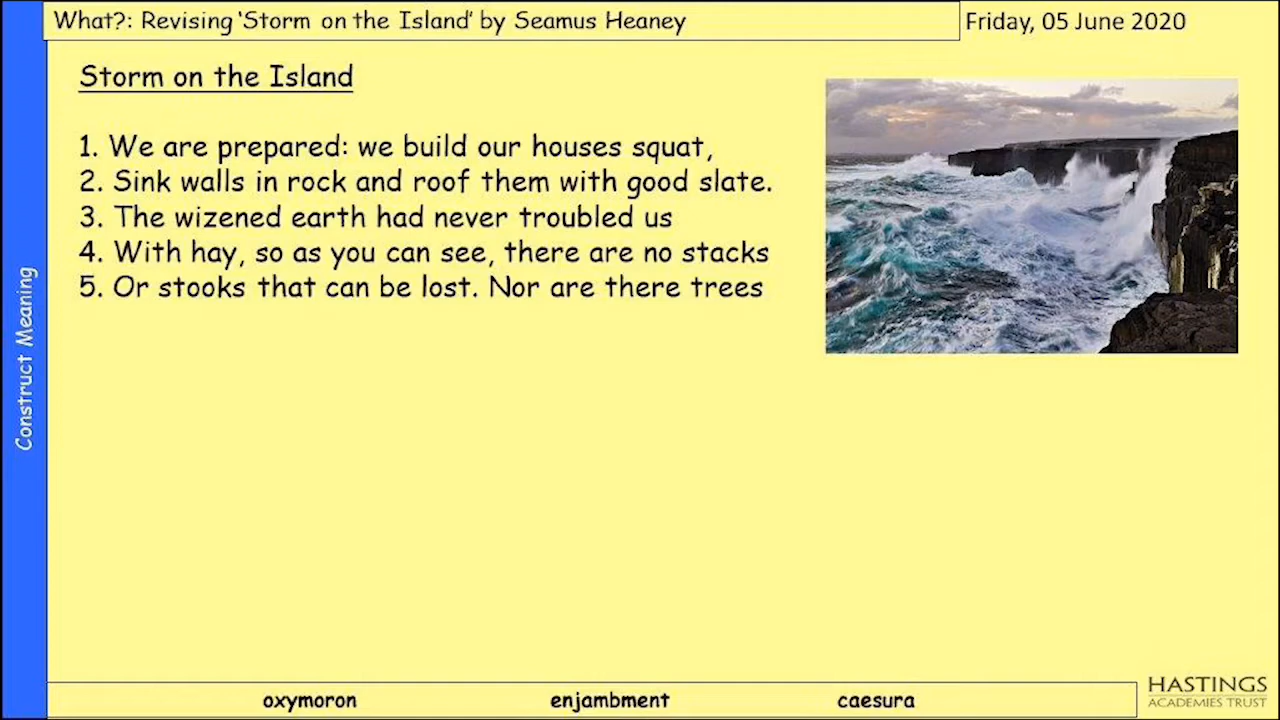 What?: Revising ‘Storm on the Island’ by Seamus Heaney
Friday, 05 June 2020
Storm on the Island
1. We are prepared: we build our houses squat,
2. Sink walls in rock and roof them with good slate.
3. The wizened earth had never troubled us
4. With hay, so as you can see, there are no stacks
5. Or stooks that can be lost. Nor are there trees
Construct Meaning
oxymoron enjambment caesura
HASTINGS
ACADEMIES TRUST